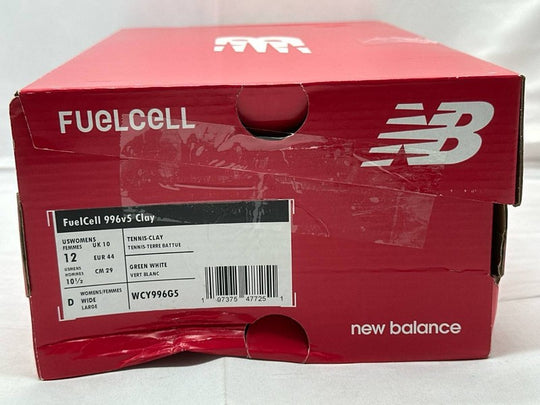 FUELCELL
NB
FuelCell 996v5 Clay
USWOMENS
FEMMES
12
UK 10
EUR 44
USMENS
HOMMES
10½
CM 29
D
WOMENS/FEMMES
WIDE
LARGE
TENNIS-CLAY
TENNIS-TERRE BATTUE
GREEN WHITE
VERT BLANC
WCY996G5
1 97375 47725 1
new balance